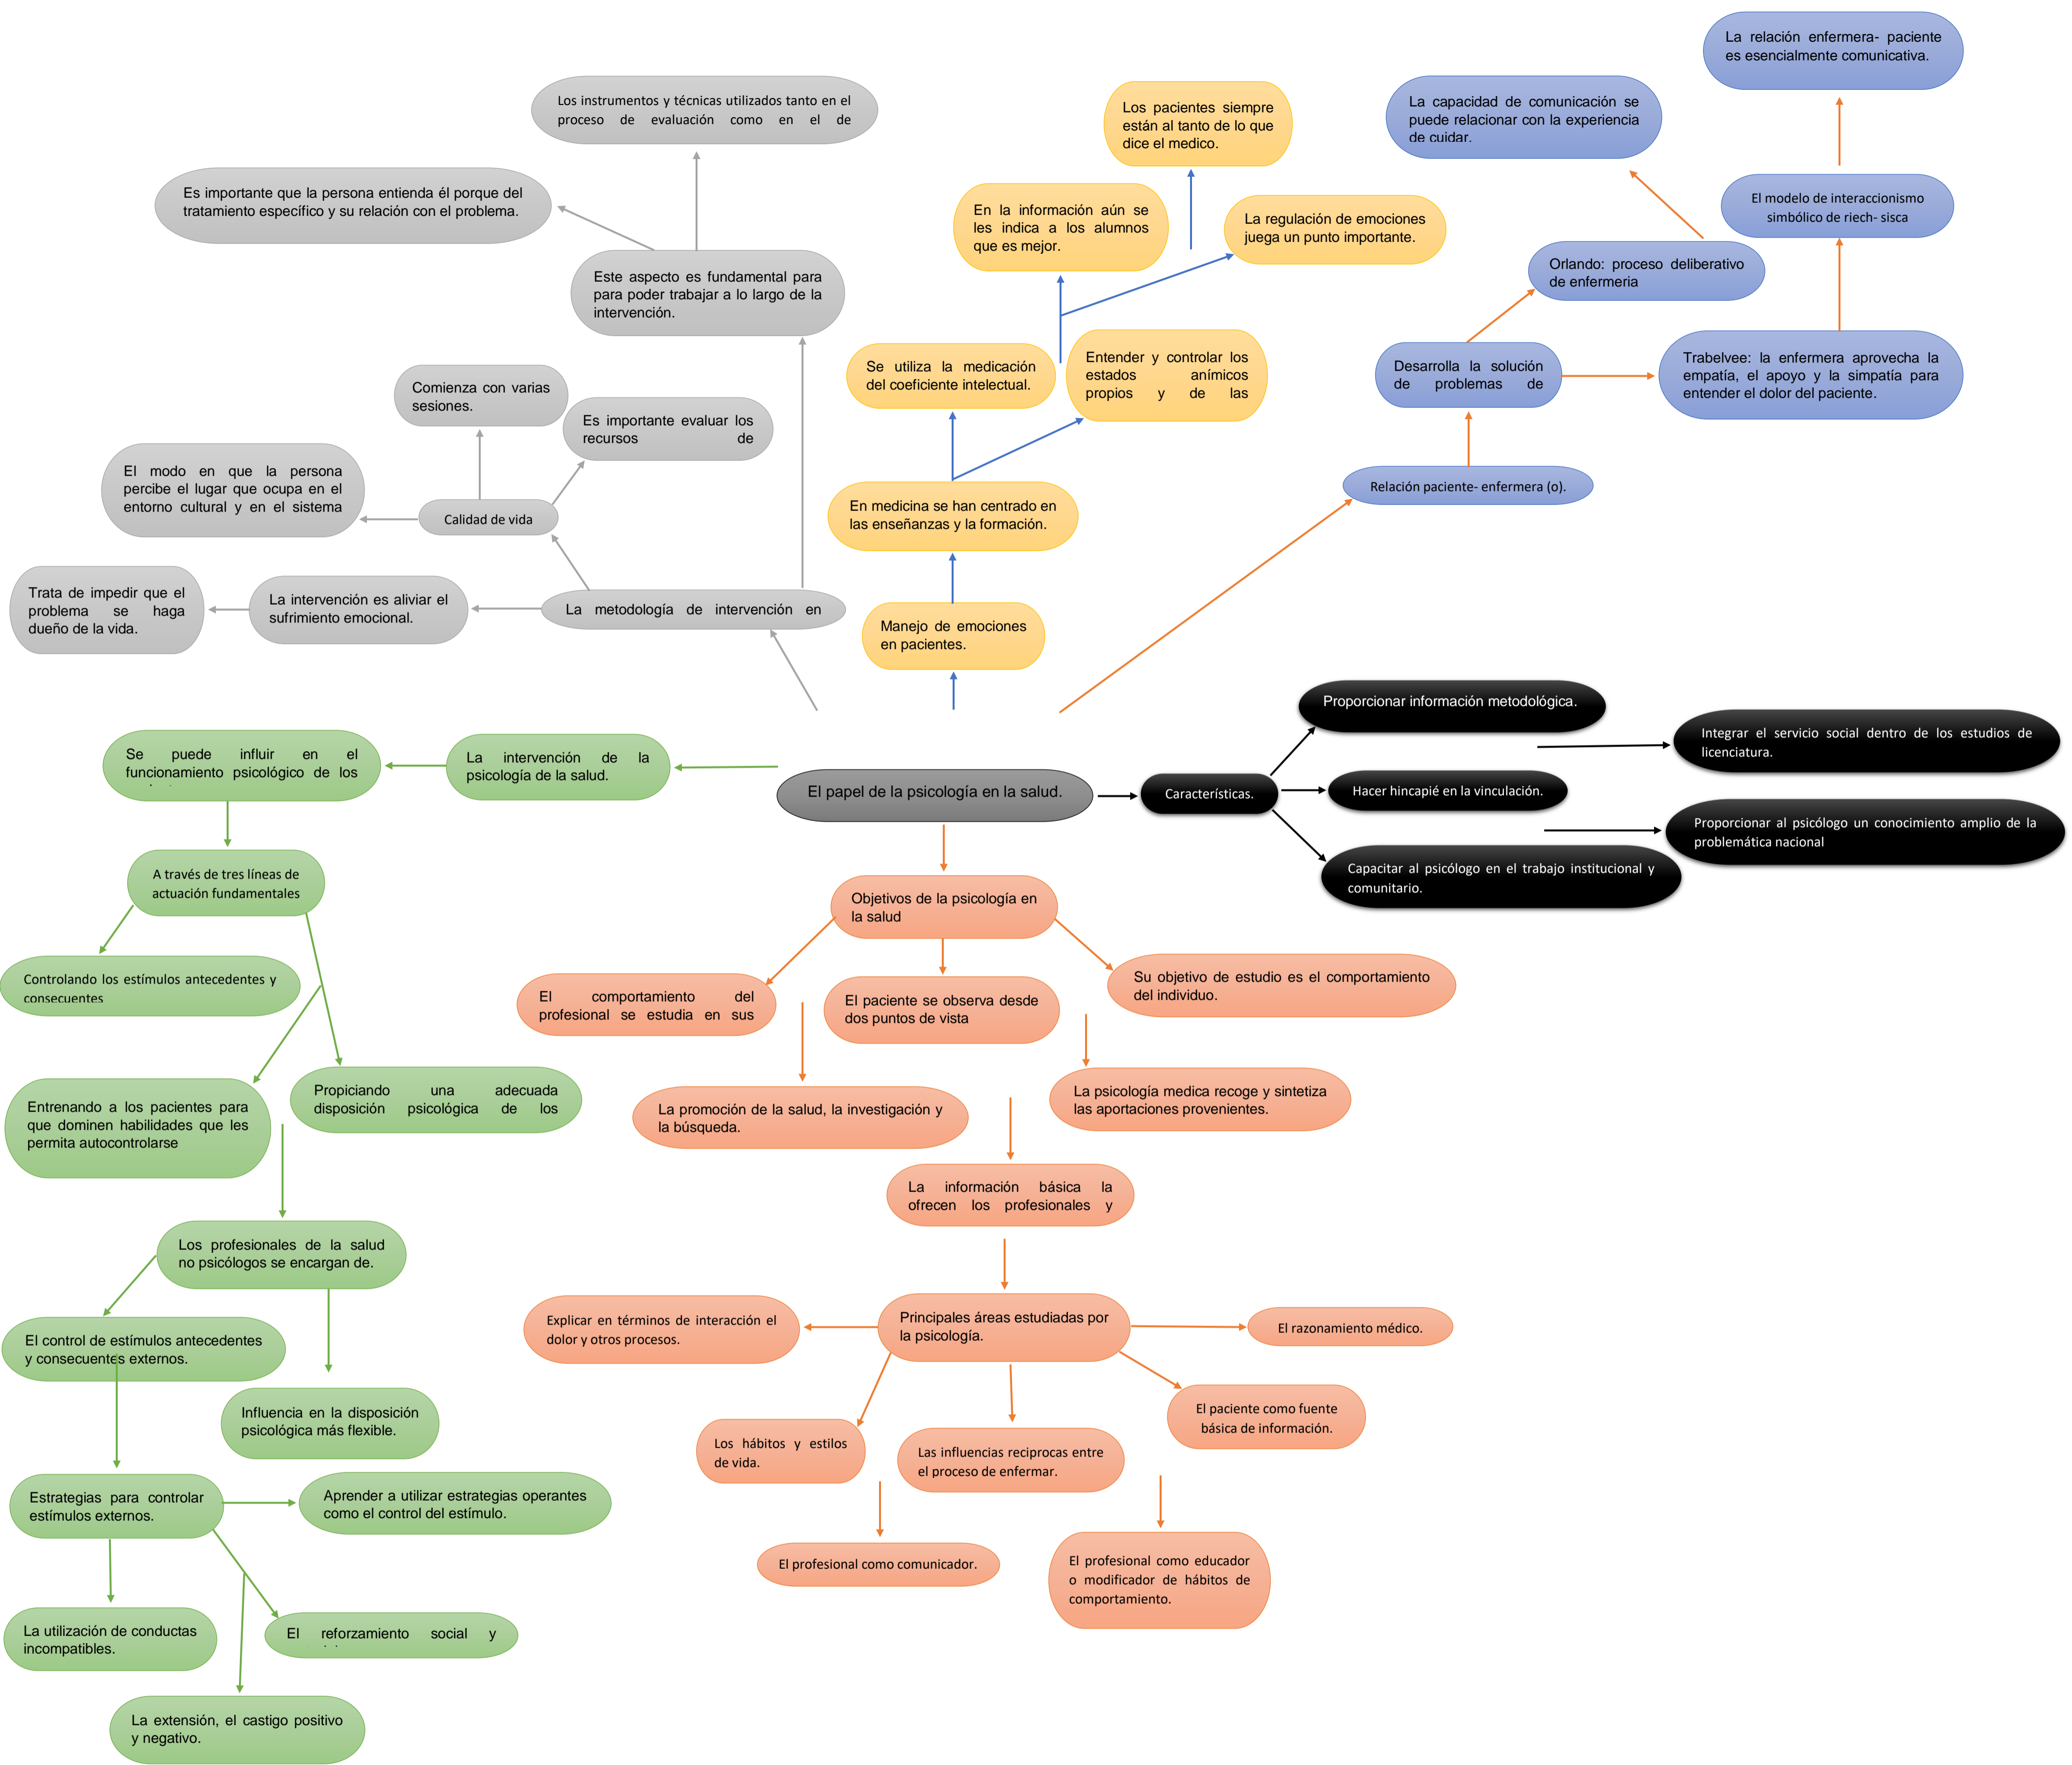 La relación enfermera- paciente
es esencialmente comunicativa.
Los instrumentos y técnicas utilizados tanto en el
proceso de evaluación como en el de
Los pacientes siempre
están al tanto de lo que
dice el medico.
La capacidad de comunicación se
puede relacionar con la experiencia
de cuidar.
Es importante que la persona entienda él porque del
tratamiento específico y su relación con el problema.
En la información aún se
les indica a los alumnos
que es mejor.
La regulación de emociones
juega un punto importante.
El modelo de interaccionismo
simbólico de riech- sisca
Este aspecto es fundamental para
para poder trabajar a lo largo de la
intervención.
Orlando: proceso deliberativo
de enfermeria
Se utiliza la medicación
del coeficiente intelectual.
Entender y controlar los
estados anímicos
propios y de las
Desarrolla la solución
de problemas de
Trabelvee: la enfermera aprovecha la
empatía, el apoyo y la simpatía para
entender el dolor del paciente.
Comienza con varias
sesiones.
Es importante evaluar los
recursos de
El modo en que la persona
percibe el lugar que ocupa en el
entorno cultural y en el sistema
Calidad de vida
En medicina se han centrado en
las enseñanzas y la formación.
Relación paciente- enfermera (o).
Trata de impedir que el
problema se haga
dueño de la vida.
La intervención es aliviar el
sufrimiento emocional.
La metodología de intervención en
Manejo de emociones
en pacientes.
Proporcionar información metodológica.
Integrar el servicio social dentro de los estudios de
licenciatura.
Se puede influir en el
funcionamiento psicológico de los
La intervención de la
psicología de la salud.
El papel de la psicología en la salud.
Características.
Hacer hincapié en la vinculación.
Proporcionar al psicólogo un conocimiento amplio de la
problemática nacional
Capacitar al psicólogo en el trabajo institucional y
comunitario.
A través de tres líneas de
actuación fundamentales
Objetivos de la psicología en
la salud
Controlando los estímulos antecedentes y
consecuentes
El comportamiento del
profesional se estudia en sus
El paciente se observa desde
dos puntos de vista
Su objetivo de estudio es el comportamiento
del individuo.
Entrenando a los pacientes para
que dominen habilidades que les
permita autocontrolarse
Propiciando una adecuada
disposición psicológica de los
La promoción de la salud, la investigación y
la búsqueda.
La psicología medica recoge y sintetiza
las aportaciones provenientes.
La información básica la
ofrecen los profesionales y
Los profesionales de la salud
no psicólogos se encargan de.
El control de estímulos antecedentes
y consecuentes externos.
Explicar en términos de interacción el
dolor y otros procesos.
Principales áreas estudiadas por
la psicología.
El razonamiento médico.
Influencia en la disposición
psicológica más flexible.
Los hábitos y estilos
de vida.
Las influencias reciprocas entre
el proceso de enfermar.
El paciente como fuente
básica de información.
Estrategias para controlar
estímulos externos.
Aprender a utilizar estrategias operantes
como el control del estímulo.
El profesional como comunicador.
El profesional como educador
o modificador de hábitos de
comportamiento.
La utilización de conductas
incompatibles.
El reforzamiento social y
La extensión, el castigo positivo
y negativo.